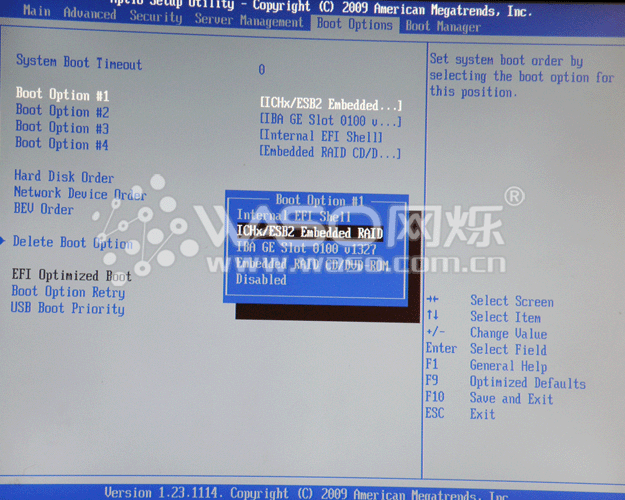 Aptio Setup Utility - Copyright (C) 2009 American Megatrends, Inc.
Main Advanced Security Server Management Boot Options Boot Manager
System Boot Timeout 0
Boot Option #1 [ICHx/ESB2 Embedded...]
Boot Option #2 [IBA GE Slot 0100 v...]
Boot Option #3 [Internal EFI Shell]
Boot Option #4 [Embedded RAID CD/D...]
Hard Disk Order
Network Device Order
BEV Order
Delete Boot Option
EFI Optimized Boot
Boot Option Retry
USB Boot Priority
Boot Option #1
Internal EFI Shell
ICHx/ESB2 Embedded RAID
IBA GE Slot 0100 v1327
Embedded RAID CD/DVD-ROM
Disabled
Set system boot order by
selecting the boot option for
this position.
→← Select Screen
↑↓ Select Item
+/- Change Value
Enter Select Field
F1 General Help
F9 Optimized Defaults
F10 Save and Exit
ESC Exit
Version 1.23.1114. Copyright (C) 2009 American Megatrends, Inc.
WASD网烁®
www.wasd.com.cn